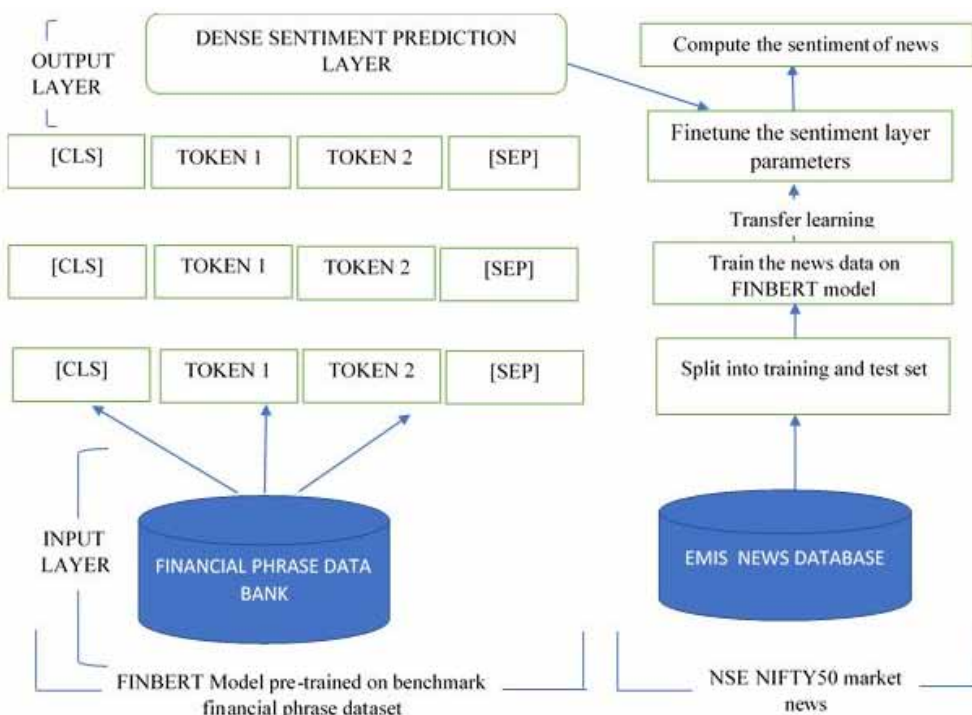 OUTPUT
LAYER
DENSE SENTIMENT PREDICTION
LAYER
[CLS]
TOKEN 1
TOKEN 2
[SEP]
[CLS]
TOKEN 1
TOKEN 2
[SEP]
[CLS]
TOKEN 1
TOKEN 2
[SEP]
INPUT
LAYER
FINANCIAL PHRASE DATA
BANK
FINBERT Model pre-trained on benchmark
financial phrase dataset
Compute the sentiment of news
Finetune the sentiment layer
parameters
Transfer learning
Train the news data on
FINBERT model
Split into training and test set
EMIS NEWS DATABASE
NSE NIFTY50 market
news